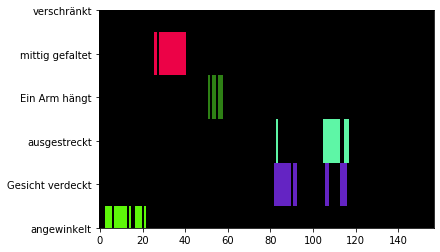 verschränkt
mittig gefaltet
Ein Arm hängt
ausgestreckt
Gesicht verdeckt
angewinkelt
0 20 40 60 80 100 120 140